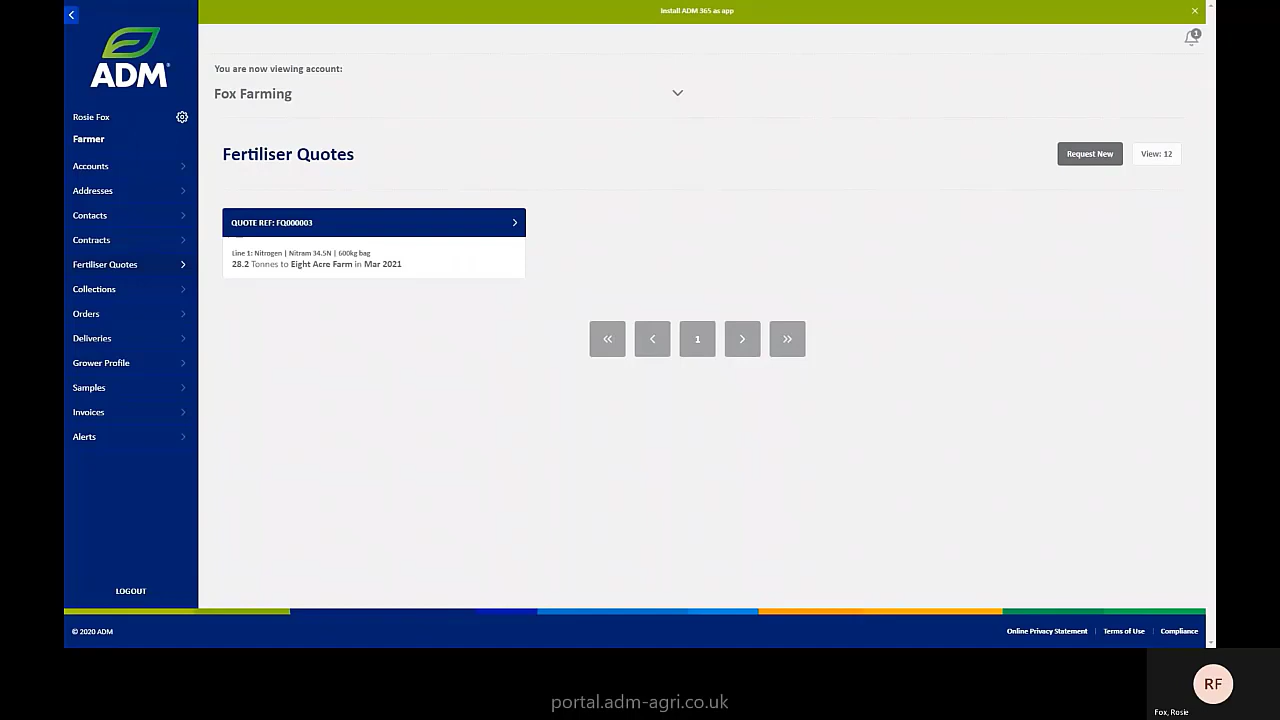 Install ADM 365 as app
1
ADM
You are now viewing account:
Fox Farming
Rosie Fox
Farmer
Accounts
Addresses
Contacts
Contracts
Fertiliser Quotes
Collections
Orders
Deliveries
Grower Profile
Samples
Invoices
Alerts
LOGOUT
Fertiliser Quotes
Request New
View: 12
QUOTE REF: FQ000003
Line 1: Nitrogen | Nitram 34.5N | 600kg bag
28.2 Tonnes to Eight Acre Farm in Mar 2021
1
© 2020 ADM
Online Privacy Statement
Terms of Use
Compliance
portal.adm-agri.co.uk
RF
Fox, Rosie